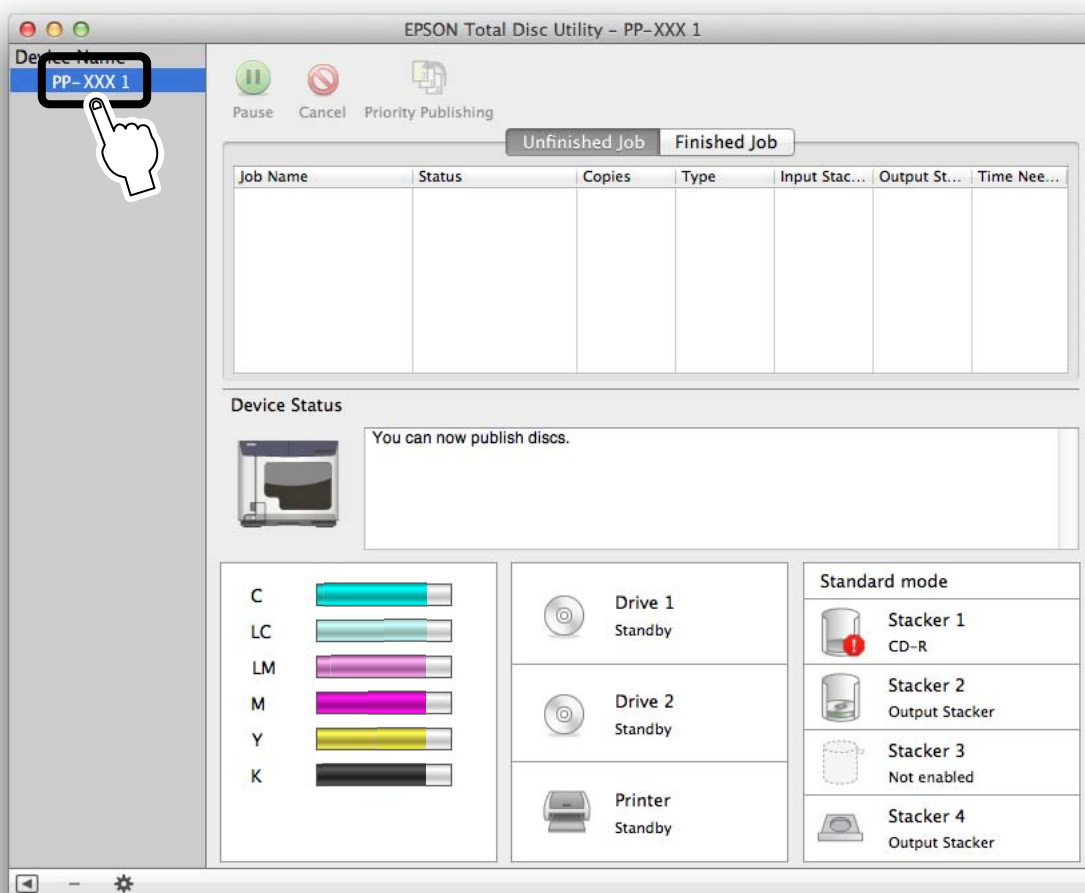 EPSON Total Disc Utility – PP-XXX 1
Device Name
PP-XXX 1
Pause Cancel Priority Publishing
Unfinished Job Finished Job
Job Name Status Copies Type Input Stac... Output St... Time Nee...
Device Status
You can now publish discs.
C
LC
LM
M
Y
K
Drive 1
Standby
Drive 2
Standby
Printer
Standby
Standard mode
Stacker 1
CD-R
Stacker 2
Output Stacker
Stacker 3
Not enabled
Stacker 4
Output Stacker